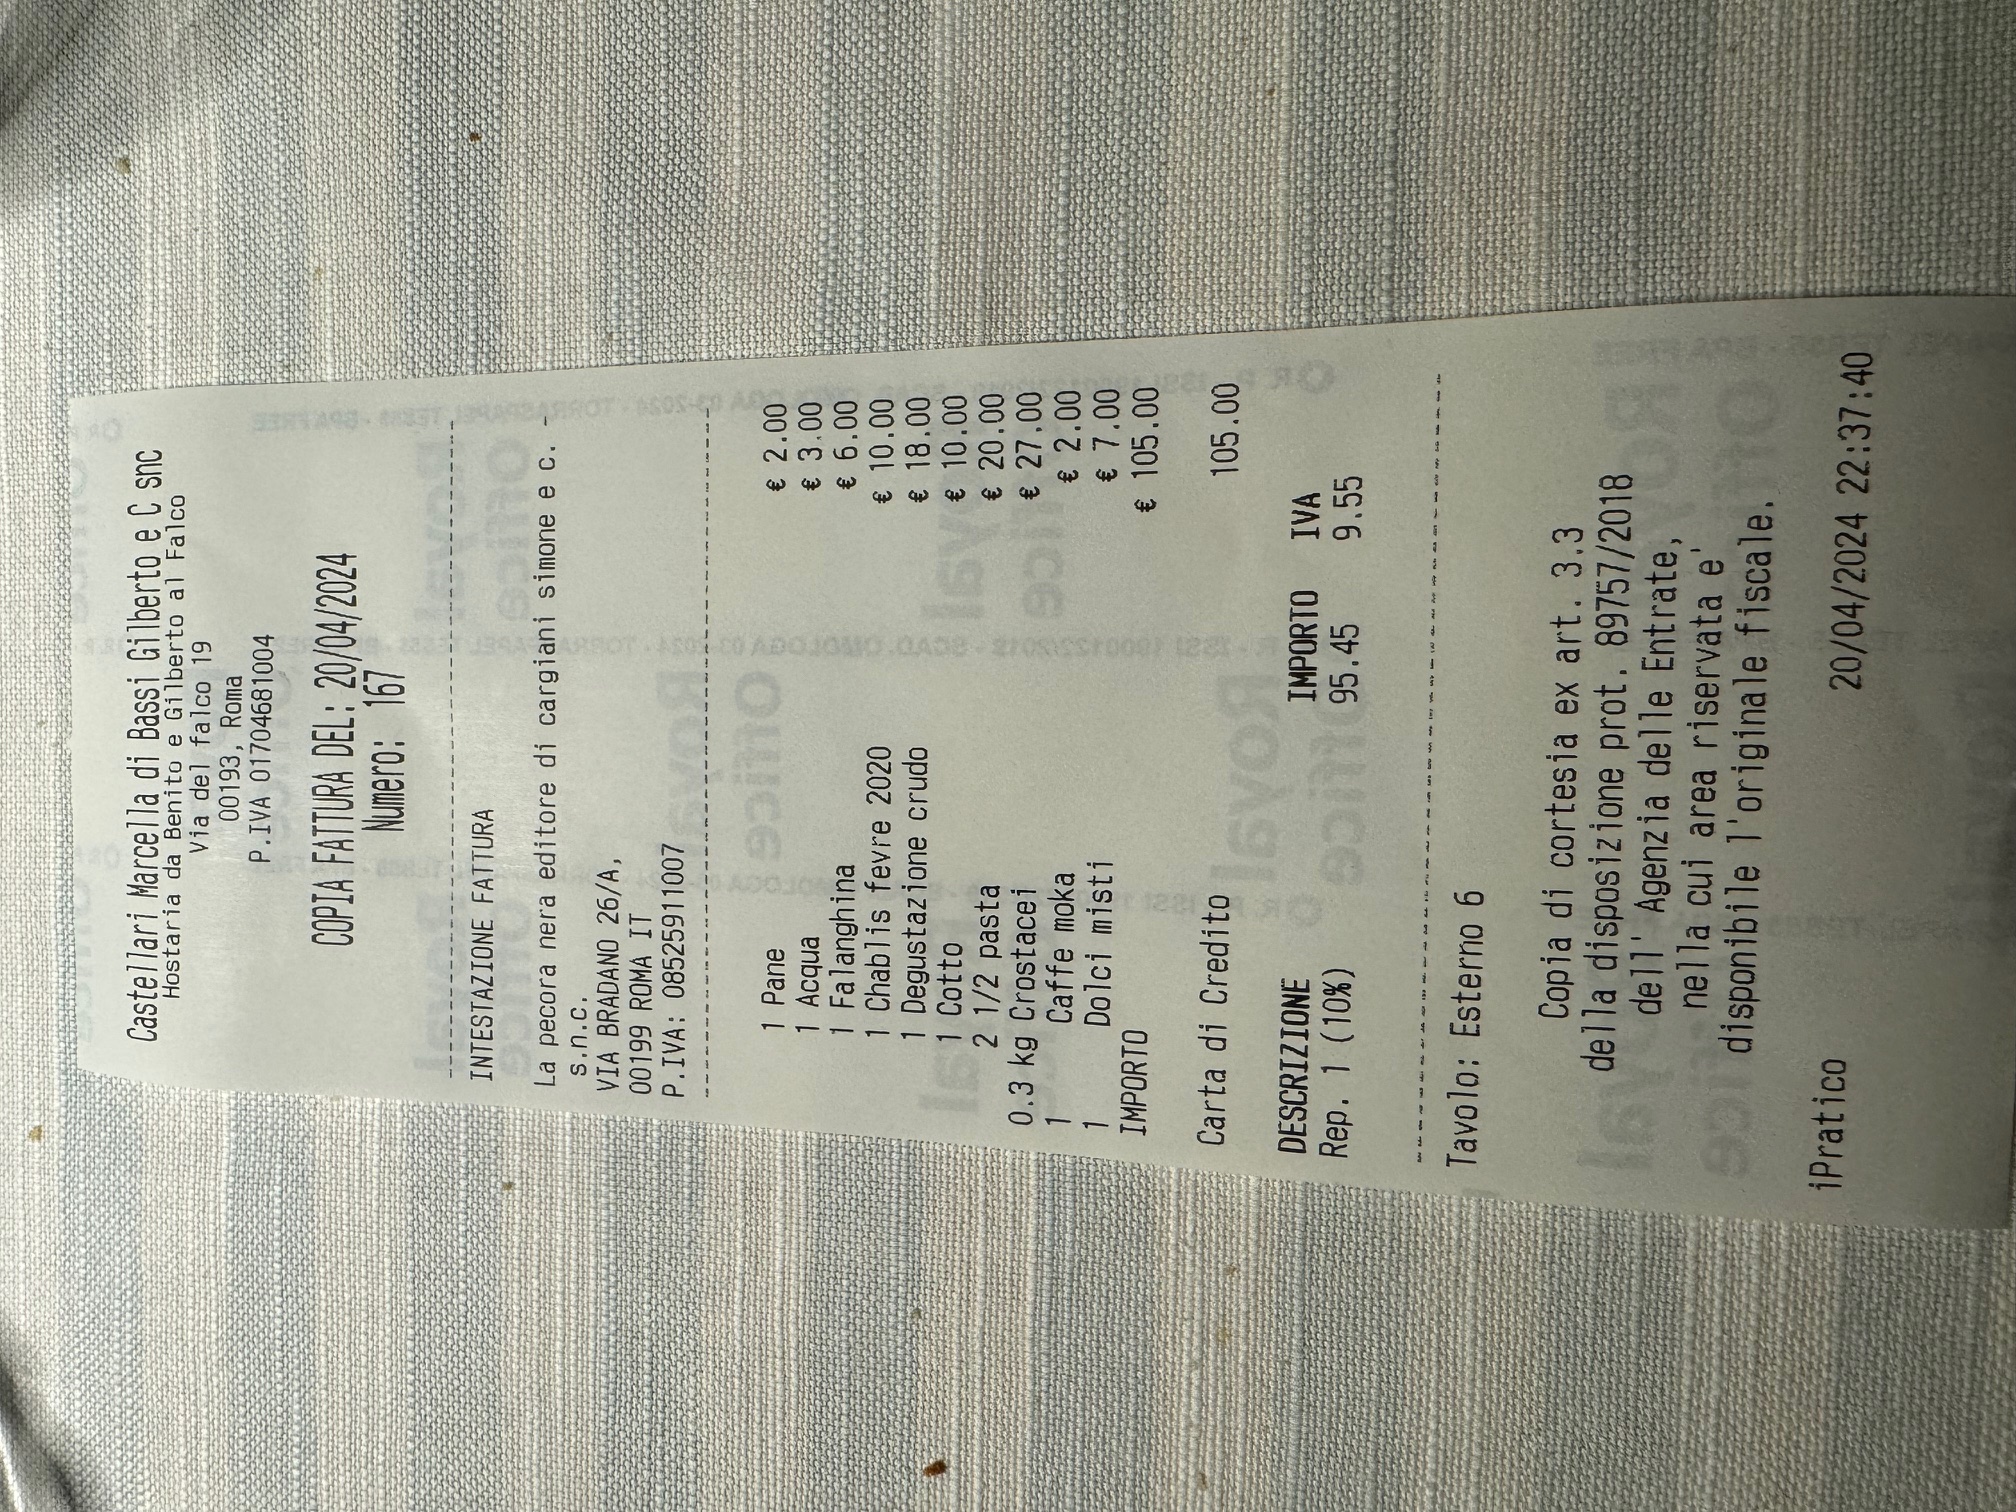 Castellari Marcella di Bassi Gilberto e C snc
Hostaria da Benito e Gilberto al Falco
Via del falco 19
00193, Roma
P.IVA 01704681004
COPIA FATTURA DEL: 20/04/2024
Numero: 167
INTESTAZIONE FATTURA
La pecora nera editore di cargiani simone e c. -
s.n.c.
VIA BRADANO 26/A,
00199 ROMA IT
P.IVA: 08525911007
1 Pane € 2.00
1 Acqua € 3.00
1 Falanghina € 6.00
1 Chablis fevre 2020 € 10.00
1 Degustazione crudo € 18.00
1 Cotto € 10.00
2 1/2 pasta € 20.00
0.3 kg Crostacei € 27.00
1 Caffe moka € 2.00
1 Dolci misti € 7.00
IMPORTO € 105.00
Carta di Credito 105.00
DESCRIZIONE IMPORTO IVA
Rep. 1 (10%) 95.45 9.55
Tavolo: Esterno 6
Copia di cortesia ex art. 3.3
della disposizione prot. 89757/2018
dell' Agenzia delle Entrate,
nella cui area riservata e'
disponibile l'originale fiscale.
iPratico 20/04/2024 22:37:40